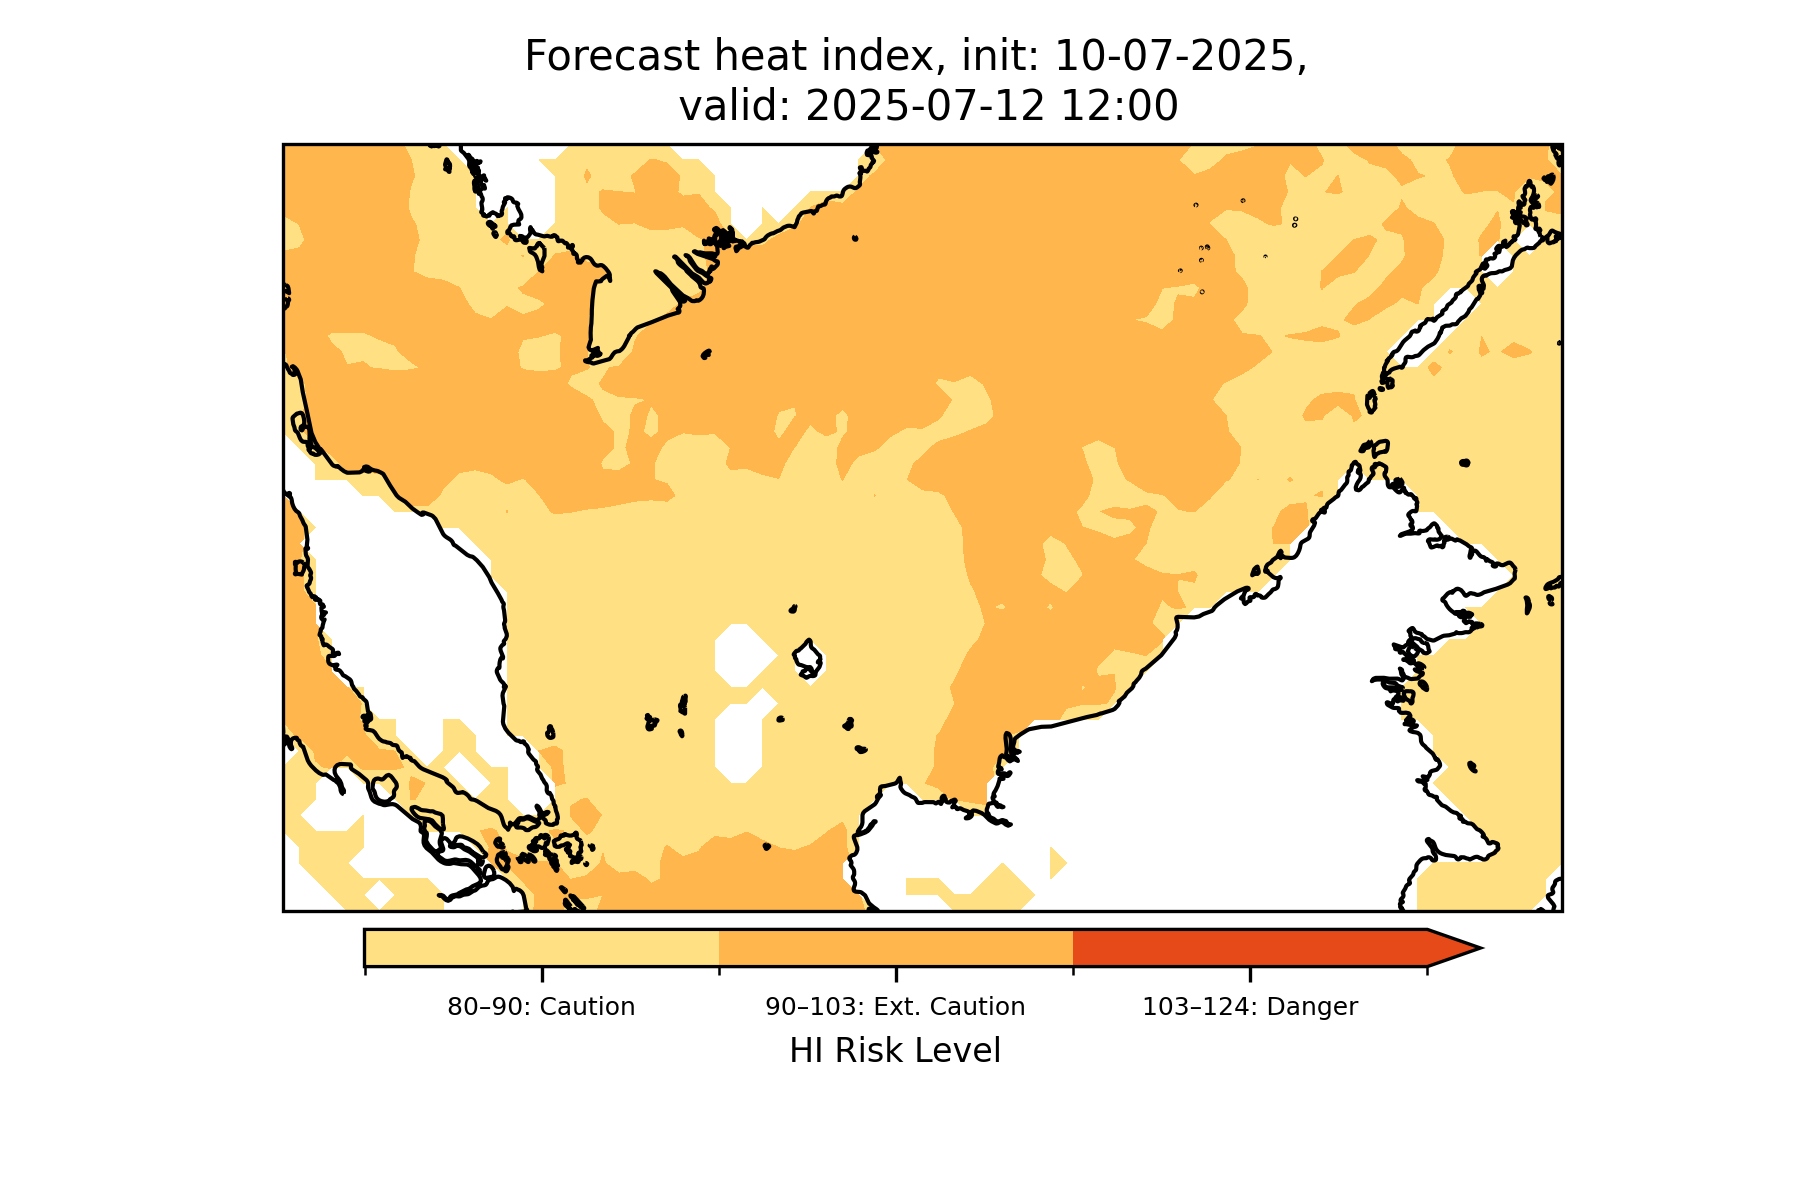 Forecast heat index, init: 10-07-2025,
valid: 2025-07-12 12:00
80–90: Caution
90–103: Ext. Caution
103–124: Danger
HI Risk Level